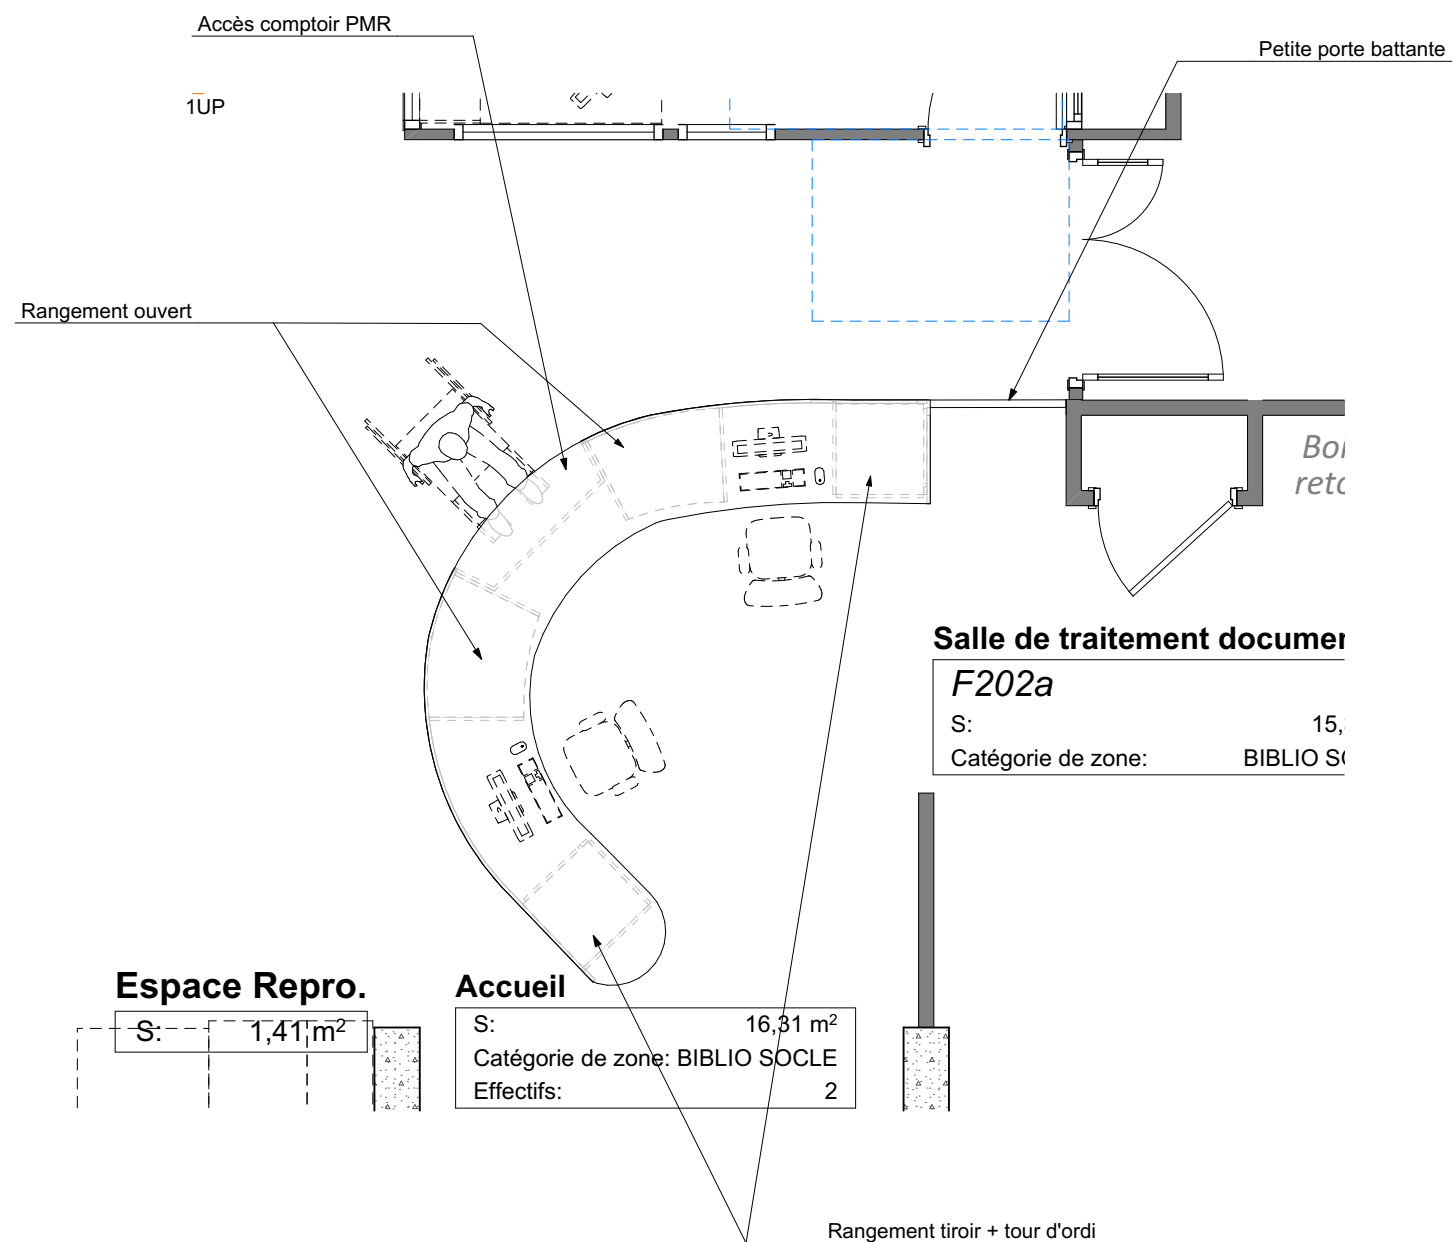 Accès comptoir PMR
Petite porte battante
1UP
Rangement ouvert
Salle de traitement
F202a
S: 15,
Catégorie de zone: BIBLIO
Espace Repro.
S: 1,41 m²
Accueil
S: 16,31 m²
Catégorie de zone: BIBLIO SOCLE
Effectifs: 2
Rangement tiroir + tour d'ordi